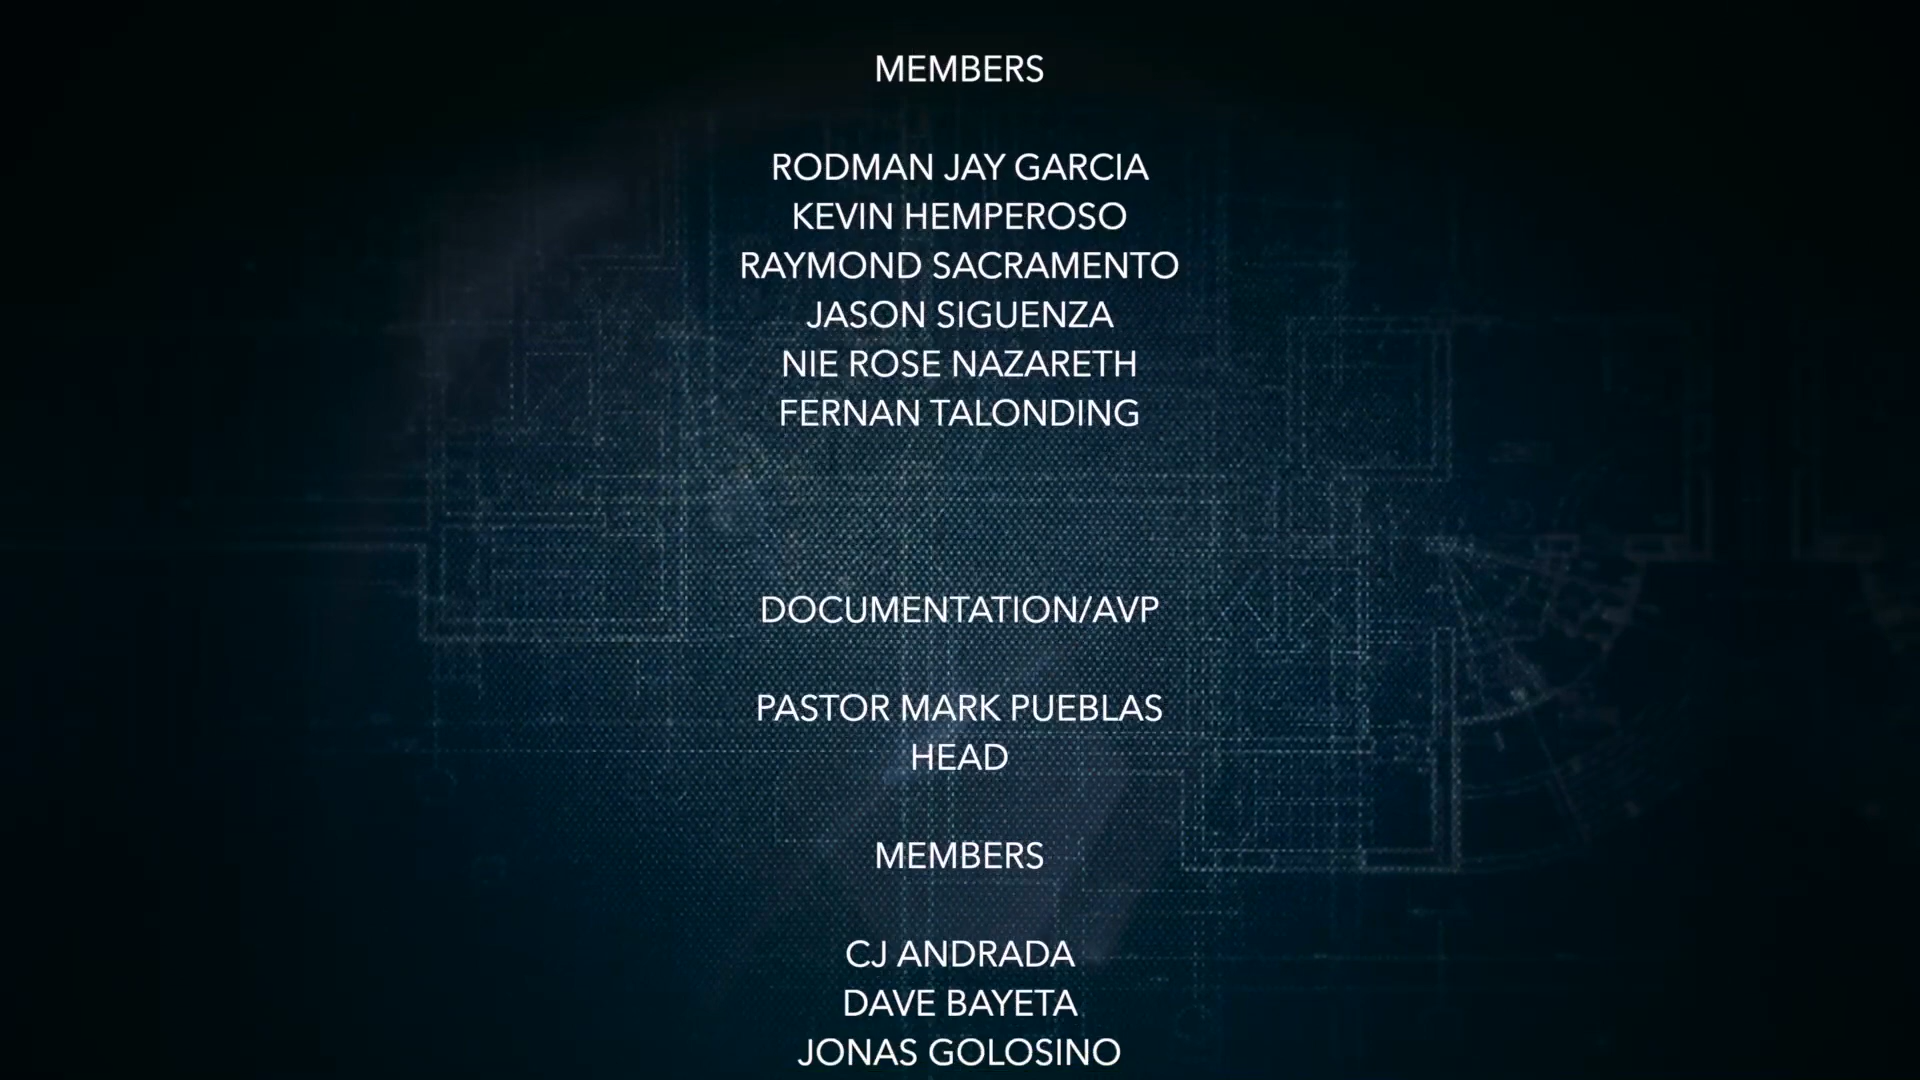 MEMBERS
RODMAN JAY GARCIA
KEVIN HEMPEROSO
RAYMOND SACRAMENTO
JASON SIGUENZA
NIE ROSE NAZARETH
FERNAN TALONDING
DOCUMENTATION/AVP
PASTOR MARK PUEBLAS
HEAD
MEMBERS
CJ ANDRADA
DAVE BAYETA
JONAS GOLOSINO